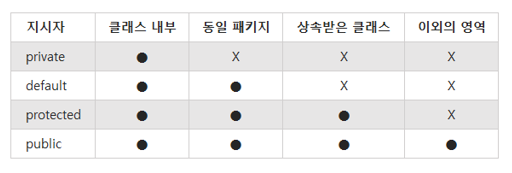 지시자 클래스 내부 동일 패키지 상속받은 클래스 이외의 영역
private ● X X X
default ● ● X X
protected ● ● ● X
public ● ● ● ●